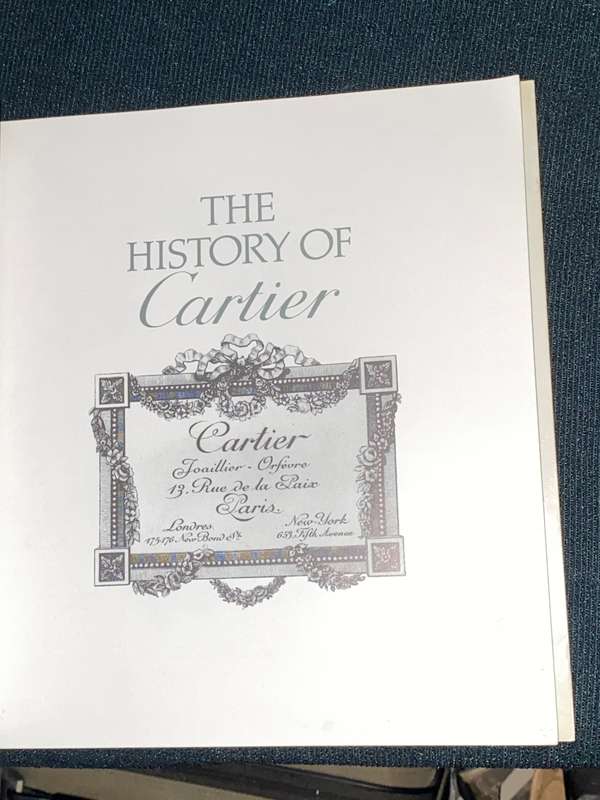 THE
HISTORY OF
Cartier
Cartier
Joaillier - Orfèvre
13, Rue de la Paix
Paris.
Londres
175-176 New Bond St.
New-York
653, Fifth Avenue